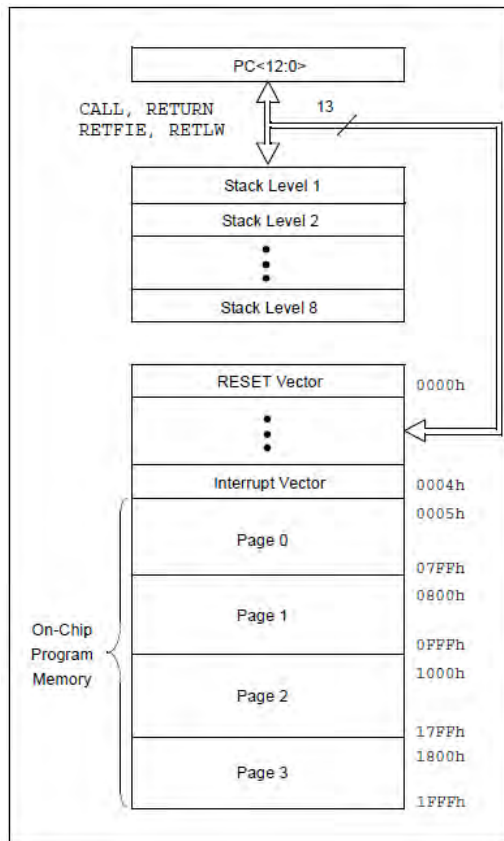 PC<12:0>
CALL, RETURN
RETFIE, RETLW
13
Stack Level 1
Stack Level 2
Stack Level 8
RESET Vector
0000h
Interrupt Vector
0004h
0005h
Page 0
07FFh
0800h
Page 1
0FFFh
On-Chip
Program
Memory
1000h
Page 2
17FFh
1800h
Page 3
1FFFh